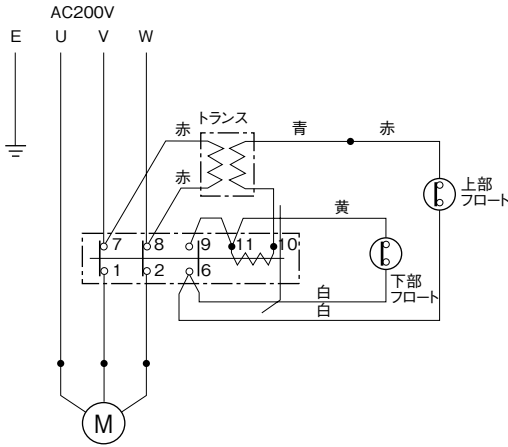 AC200V
E U V W
トランス
赤 青 赤
赤
上部
フロート
黄
7 8 9 11 10
1 2 6
下部
フロート
白
白
M